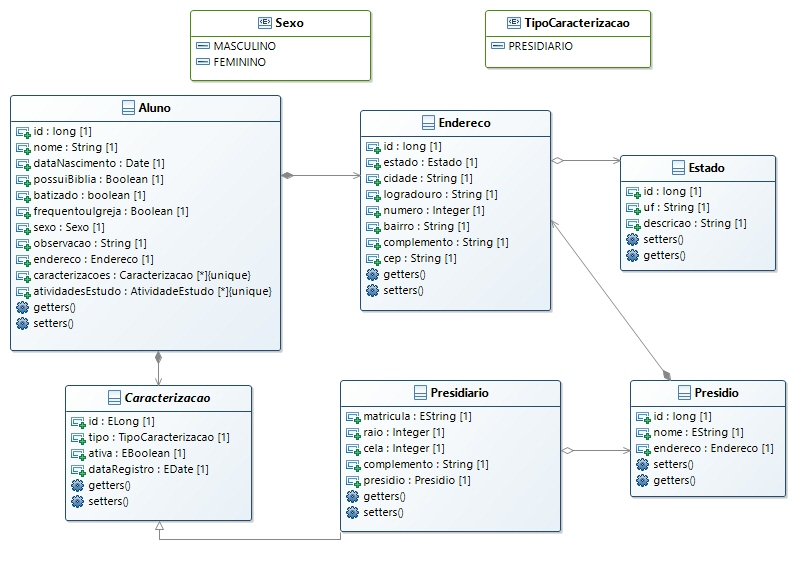 Sexo
MASCULINO
FEMININO
TipoCaracterizacao
PRESIDIARIO
Aluno
id : long [1]
nome : String [1]
dataNascimento : Date [1]
possuiBiblia : Boolean [1]
batizado : boolean [1]
frequentouIgreja : Boolean [1]
sexo : Sexo [1]
observacao : String [1]
endereco : Endereco [1]
caracterizacoes : Caracterizacao [*]{unique}
atividadesEstudo : AtividadeEstudo [*]{unique}
getters()
setters()
Endereco
id : long [1]
estado : Estado [1]
cidade : String [1]
logradouro : String [1]
numero : Integer [1]
bairro : String [1]
complemento : String [1]
cep : String [1]
getters()
setters()
Estado
id : long [1]
uf : String [1]
descricao : String [1]
setters()
getters()
Caracterizacao
id : ELong [1]
tipo : TipoCaracterizacao [1]
ativa : EBoolean [1]
dataRegistro : EDate [1]
getters()
setters()
Presidiario
matricula : EString [1]
raio : Integer [1]
cela : Integer [1]
complemento : String [1]
presidio : Presidio [1]
getters()
setters()
Presidio
id : long [1]
nome : EString [1]
endereco : Endereco [1]
setters()
getters()